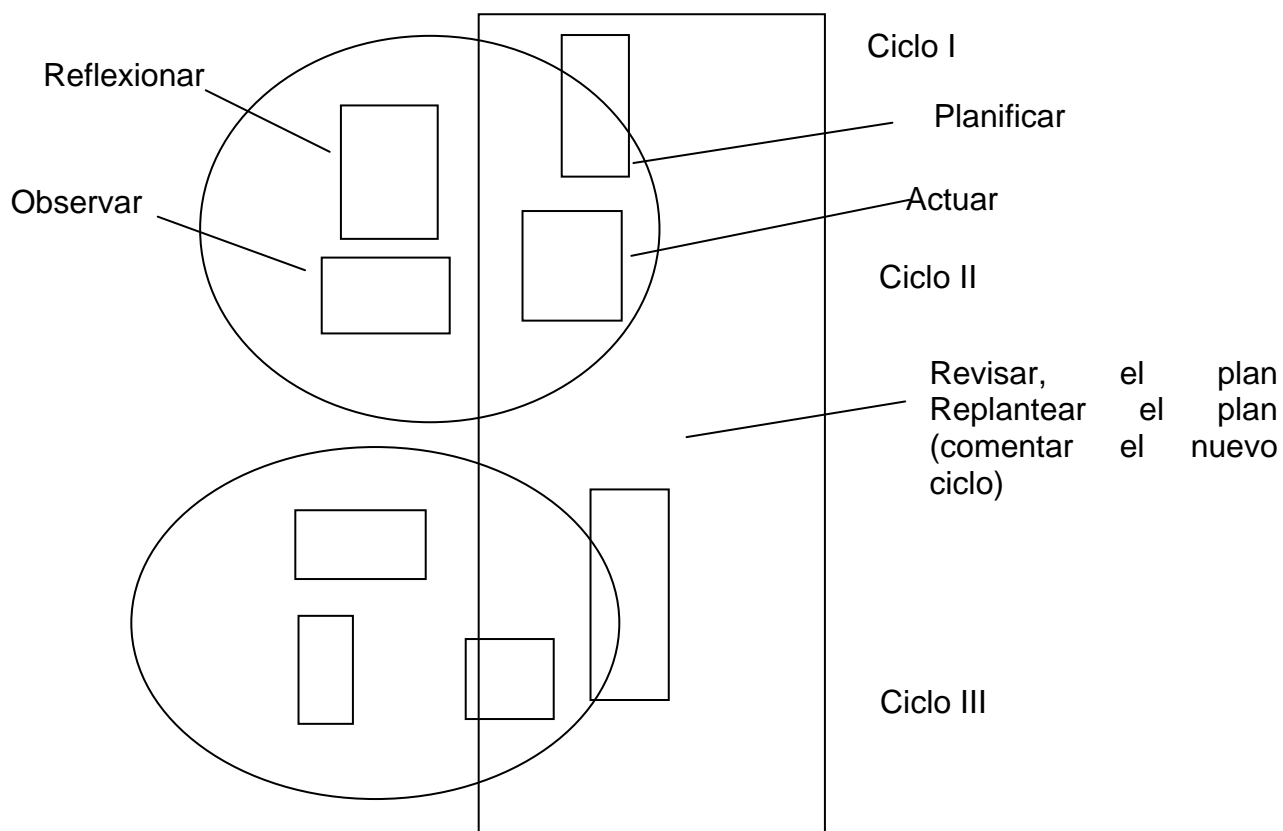 Ciclo I
Reflexionar
Planificar
Observar
Actuar
Ciclo II
Revisar, el plan
Replantear el plan
(comentar el nuevo
ciclo)
Ciclo III